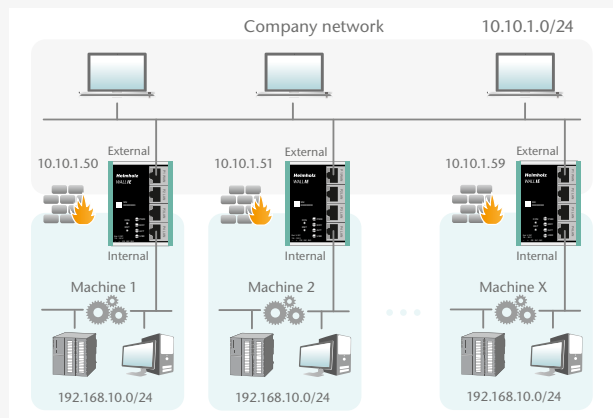 Company network
10.10.1.0/24
External
External
External
10.10.1.50
10.10.1.51
10.10.1.59
Helmholz
WALL IE
Helmholz
WALL IE
Helmholz
WALL IE
Internal
Internal
Internal
Machine 1
Machine 2
Machine X
192.168.10.0/24
192.168.10.0/24
192.168.10.0/24